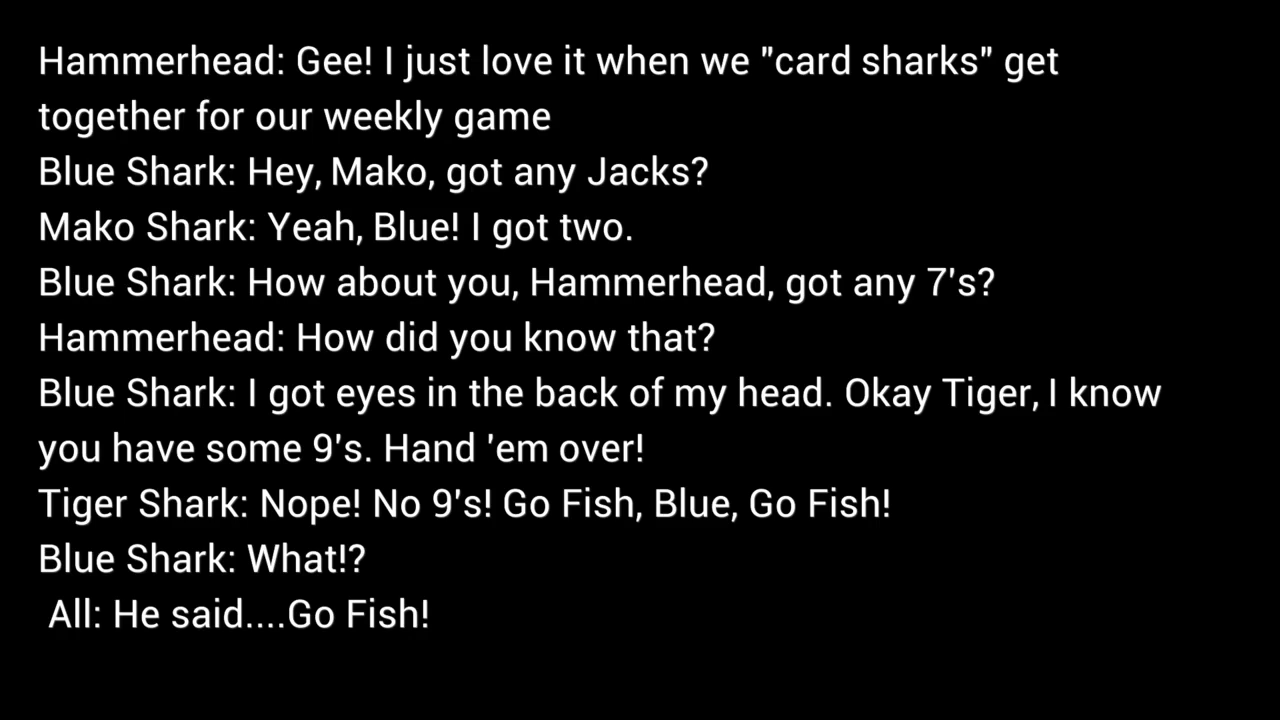 Hammerhead: Gee! I just love it when we "card sharks" get
together for our weekly game
Blue Shark: Hey, Mako, got any Jacks?
Mako Shark: Yeah, Blue! I got two.
Blue Shark: How about you, Hammerhead, got any 7's?
Hammerhead: How did you know that?
Blue Shark: I got eyes in the back of my head. Okay Tiger, I know
you have some 9's. Hand 'em over!
Tiger Shark: Nope! No 9's! Go Fish, Blue, Go Fish!
Blue Shark: What!?
All: He said....Go Fish!